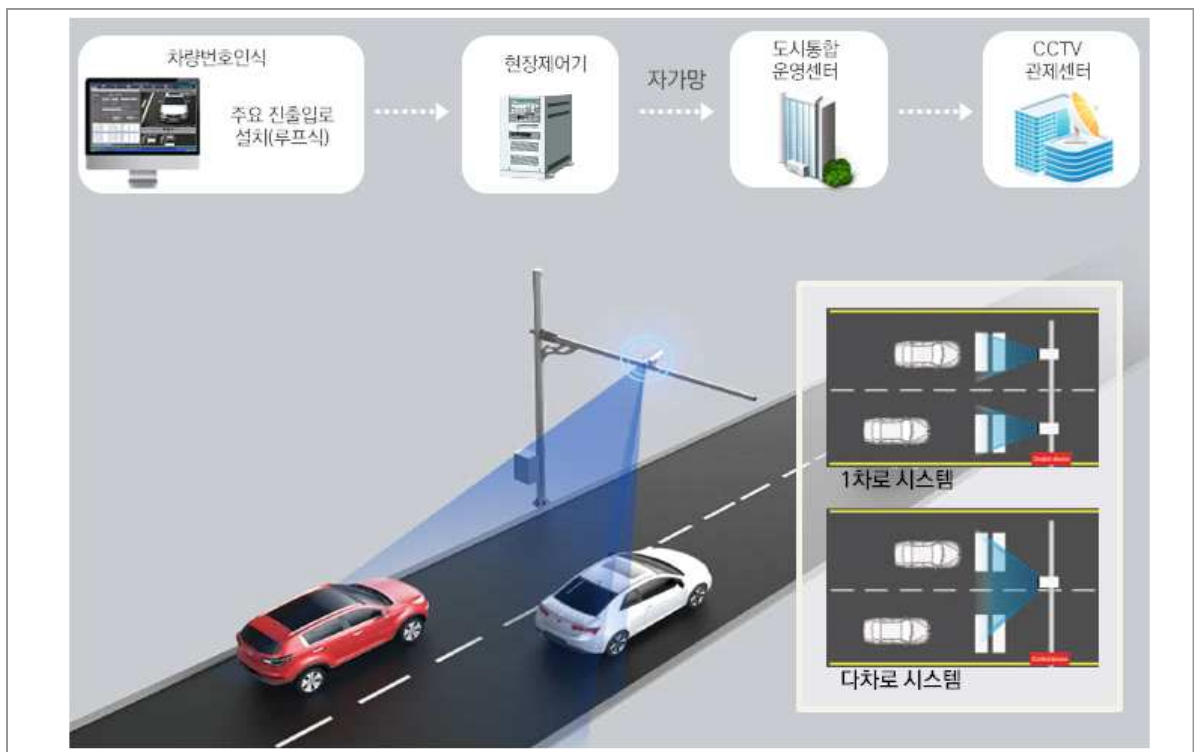 차량번호인식
주요 진출입로
설치(루프식)
현장제어기
자가망
도시통합
운영센터
CCTV
관제센터
1차로 시스템
다차로 시스템